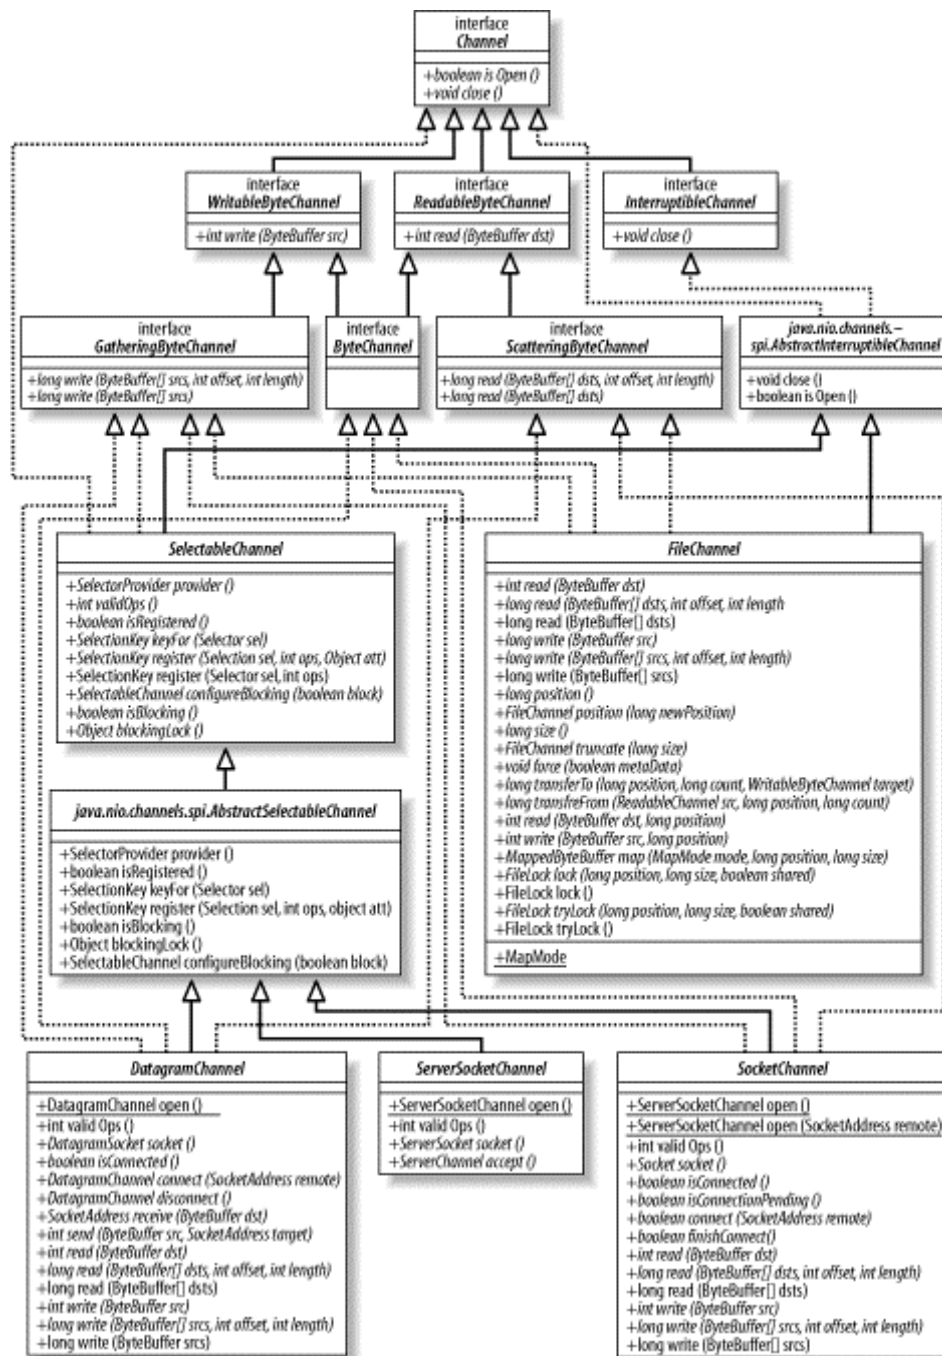 interface
Channel
+boolean is Open ()
+void close ()
interface
WritableByteChannel
+int write (ByteBuffer src)
interface
ReadableByteChannel
+int read (ByteBuffer dst)
interface
InterruptibleChannel
+void close ()
interface
GatheringByteChannel
+long write (ByteBuffer[] srcs, int offset, int length)
+long write (ByteBuffer[] srcs)
interface
ByteChannel
interface
ScatteringByteChannel
+long read (ByteBuffer[] dsts, int offset, int length)
+long read (ByteBuffer[] dsts)
java.nio.channels.–
spi.AbstractInterruptibleChannel
+void close ()
+boolean is Open ()
SelectableChannel
+SelectorProvider provider ()
+int validOps ()
+boolean isRegistered ()
+SelectionKey keyFor (Selector sel)
+SelectionKey register (Selection sel, int ops, Object att)
+SelectionKey register (Selector sel, int ops)
+SelectableChannel configureBlocking (boolean block)
+boolean isBlocking ()
+Object blockingLock ()
FileChannel
+int read (ByteBuffer dst)
+long read (ByteBuffer[] dsts, int offset, int length
+long read (ByteBuffer[] dsts)
+long write (ByteBuffer src)
+long write (ByteBuffer[] srcs, int offset, int length)
+long write (ByteBuffer[] srcs)
+long position ()
+FileChannel position (long newPosition)
+long size ()
+FileChannel truncate (long size)
+void force (boolean metaData)
+long transferTo (long position, long count, WritableByteChannel target)
+long transfreFrom (ReadableChannel src, long position, long count)
+int read (ByteBuffer dst, long position)
+int write (ByteBuffer src, long position)
+MappedByteBuffer map (MapMode mode, long position, long size)
+FileLock lock (long position, long size, boolean shared)
+FileLock lock ()
+FileLock tryLock (long position, long size, boolean shared)
+FileLock tryLock ()
+MapMode
java.nio.channels.spi.AbstractSelectableChannel
+SelectorProvider provider ()
+boolean isRegistered ()
+SelectionKey keyFor (Selector sel)
+SelectionKey register (Selection sel, int ops, object att)
+boolean isBlocking ()
+Object blockingLock ()
+SelectableChannel configureBlocking (boolean block)
DatagramChannel
+DatagramChannel open ()
+int valid Ops ()
+DatagramSocket socket ()
+boolean isConnected ()
+DatagramChannel connect (SocketAddress remote)
+DatagramChannel disconnect ()
+SocketAddress receive (ByteBuffer dst)
+int send (ByteBuffer src, SocketAddress target)
+int read (ByteBuffer dst)
+long read (ByteBuffer[] dsts, int offset, int length)
+long read (ByteBuffer[] dsts)
+int write (ByteBuffer src)
+long write (ByteBuffer[] srcs, int offset, int length)
+long write (ByteBuffer srcs)
ServerSocketChannel
+ServerSocketChannel open ()
+int valid Ops ()
+ServerSocket socket ()
+ServerChannel accept ()
SocketChannel
+ServerSocketChannel open ()
+ServerSocketChannel open (SocketAddress remote)
+int valid Ops ()
+Socket socket ()
+boolean isConnected ()
+boolean isConnectionPending ()
+boolean connect (SocketAddress remote)
+boolean finishConnect()
+int read (ByteBuffer dst)
+long read (ByteBuffer[] dsts, int offset, int length)
+long read (ByteBuffer[] dsts)
+int write (ByteBuffer src)
+long write (ByteBuffer[] srcs, int offset, int length)
+long write (ByteBuffer[] srcs)